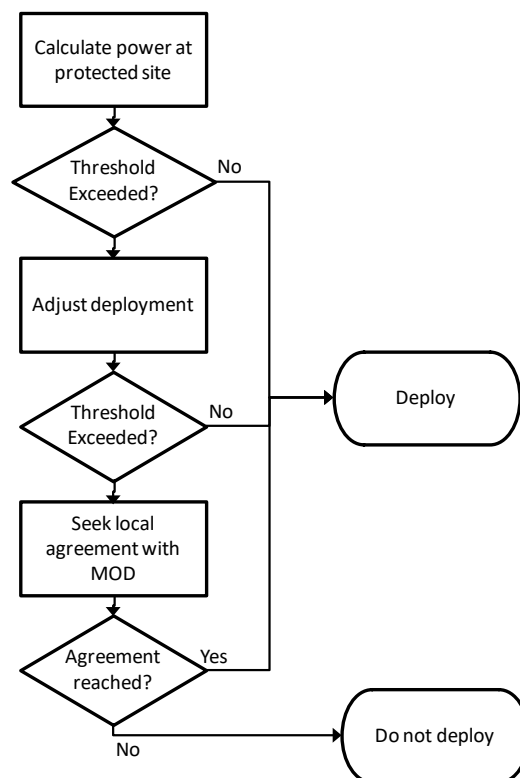 Calculate power at
protected site
Threshold
Exceeded?
No
Adjust deployment
Threshold
Exceeded?
No
Deploy
Seek local
agreement with
MOD
Agreement
reached?
Yes
No
Do not deploy